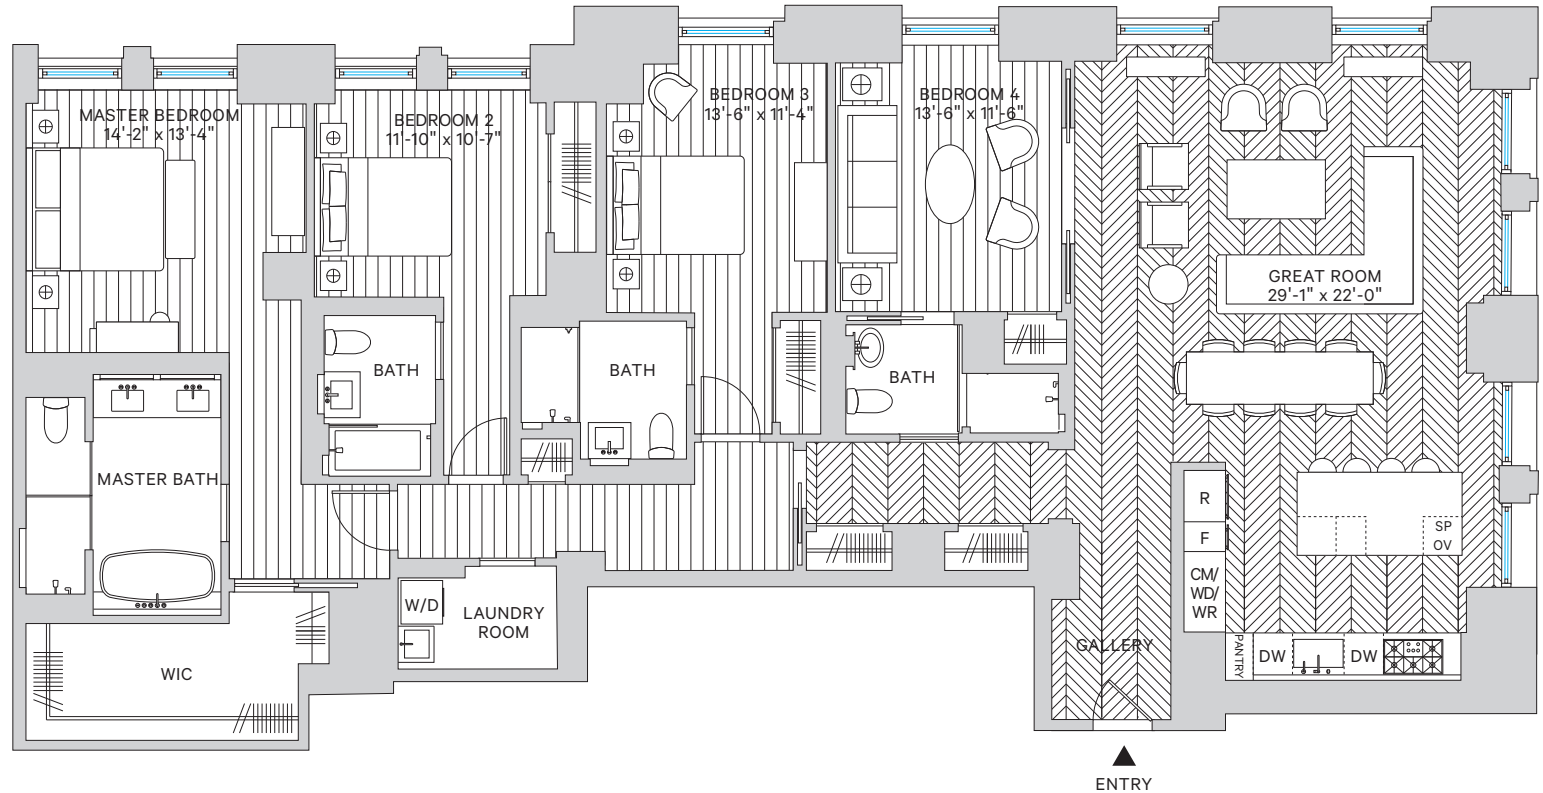 MASTER BEDROOM
14'-2" x 13'-4"
BEDROOM 2
11'-10" x 10'-7"
BEDROOM 3
13'-6" x 11'-4"
BEDROOM 4
13'-6" x 11'-6"
GREAT ROOM
29'-1" x 22'-0"
BATH
BATH
BATH
MASTER BATH
R
F
CM/
WD/
WR
SP
OV
W/D
LAUNDRY
ROOM
WIC
GALLERY
PANTRY
DW
DW
ENTRY